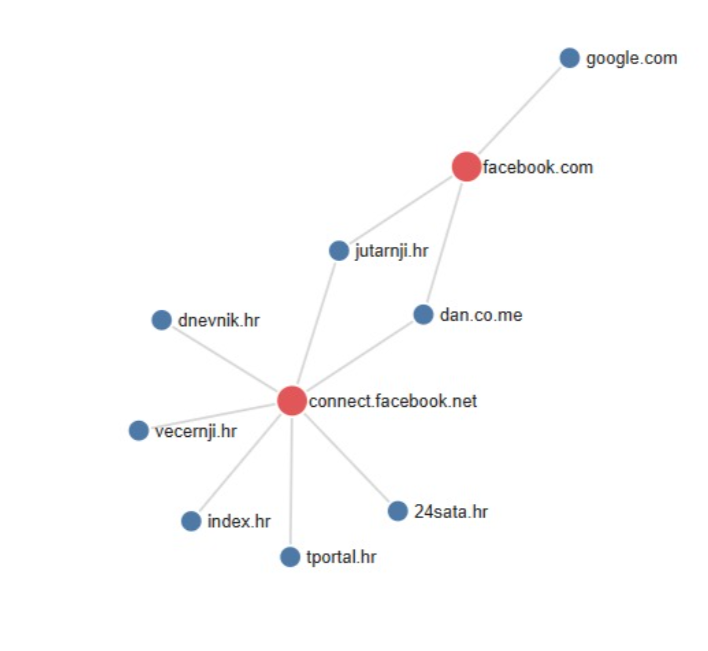 google.com
facebook.com
jutarnji.hr
dan.co.me
dnevnik.hr
connect.facebook.net
vecernji.hr
24sata.hr
index.hr
tportal.hr